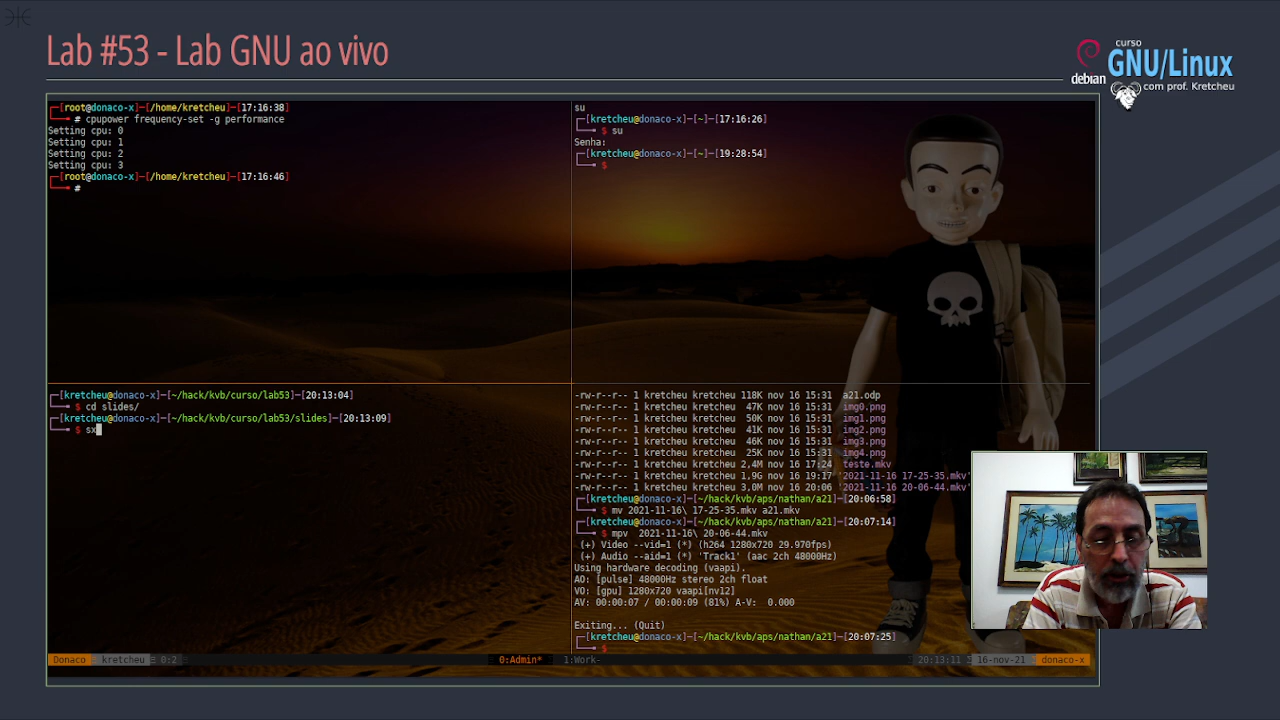 Lab #53 - Lab GNU ao vivo
curso
GNU/Linux
debian
com prof. Kretcheu
[root@donaco-x]-[/home/kretcheu]-[17:16:38]
# cpupower frequency-set -g performance
Setting cpu: 0
Setting cpu: 1
Setting cpu: 2
Setting cpu: 3
[root@donaco-x]-[/home/kretcheu]-[17:16:46]
#
su
[kretcheu@donaco-x]-[~]-[17:16:26]
$ su
Senha:
[kretcheu@donaco-x]-[~]-[19:28:54]
$
[kretcheu@donaco-x]-[~/hack/kvb/curso/lab53]-[20:13:04]
$ cd slides/
[kretcheu@donaco-x]-[~/hack/kvb/curso/lab53/slides]-[20:13:09]
$ sx
-rw-r--r-- 1 kretcheu kretcheu 118K nov 16 15:31 a21.odp
-rw-r--r-- 1 kretcheu kretcheu 47K nov 16 15:31 img0.png
-rw-r--r-- 1 kretcheu kretcheu 50K nov 16 15:31 img1.png
-rw-r--r-- 1 kretcheu kretcheu 41K nov 16 15:31 img2.png
-rw-r--r-- 1 kretcheu kretcheu 46K nov 16 15:31 img3.png
-rw-r--r-- 1 kretcheu kretcheu 25K nov 16 15:31 img4.png
-rw-r--r-- 1 kretcheu kretcheu 2,4M nov 16 17:24 teste.mkv
-rw-r--r-- 1 kretcheu kretcheu 1,9G nov 16 19:17 '2021-11-16 17-25-35.mkv'
-rw-r--r-- 1 kretcheu kretcheu 3,0M nov 16 20:06 '2021-11-16 20-06-44.mkv'
[kretcheu@donaco-x]-[~/hack/kvb/aps/nathan/a21]-[20:06:58]
$ mv 2021-11-16\ 17-25-35.mkv a21.mkv
[kretcheu@donaco-x]-[~/hack/kvb/aps/nathan/a21]-[20:07:14]
$ mpv 2021-11-16\ 20-06-44.mkv
(+) Video --vid=1 (*) (h264 1280x720 29.970fps)
(+) Audio --aid=1 (*) 'Track1' (aac 2ch 48000Hz)
Using hardware decoding (vaapi).
AO: [pulse] 48000Hz stereo 2ch float
VO: [gpu] 1280x720 vaapi[nv12]
AV: 00:00:07 / 00:00:09 (81%) A-V: 0.000
Exiting... (Quit)
[kretcheu@donaco-x]-[~/hack/kvb/aps/nathan/a21]-[20:07:25]
$
Donaco kretcheu 0:2 0:Admin* 1:Work- 20:13:11 16-nov-21 donaco-x